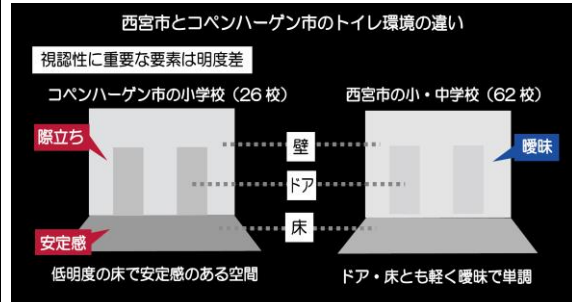 西宮市とコペンハーゲン市のトイレ環境の違い
視認性に重要な要素は明度差
コペンハーゲン市の小学校（26 校）
西宮市の小・中学校（62 校）
際立ち
壁
曖昧
ドア
床
安定感
低明度の床で安定感のある空間
ドア・床とも軽く曖昧で単調